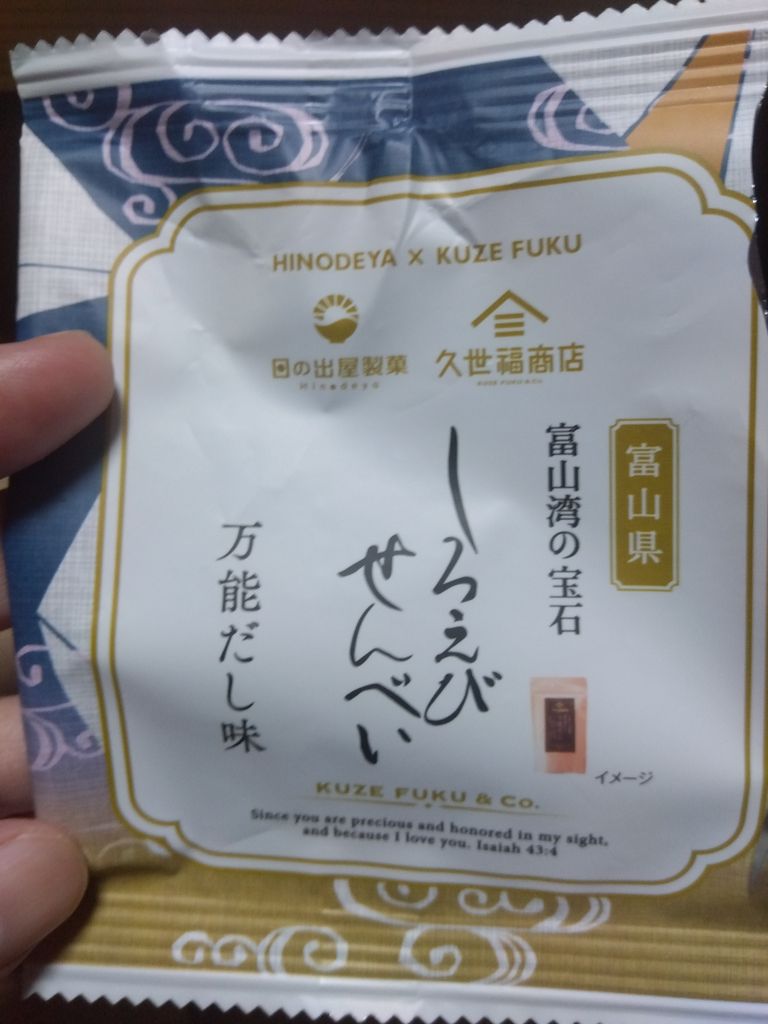 HINODEYA × KUZE FUKU
日の出屋製菓
Hinodeya
久世福商店
KUZE FUKU & Co.
富山県
富山湾の宝石
しろえび
せんべい
万能だし味
イメージ
KUZE FUKU & Co.
Since you are precious and honored in my sight,
and because I love you. Isaiah 43:4